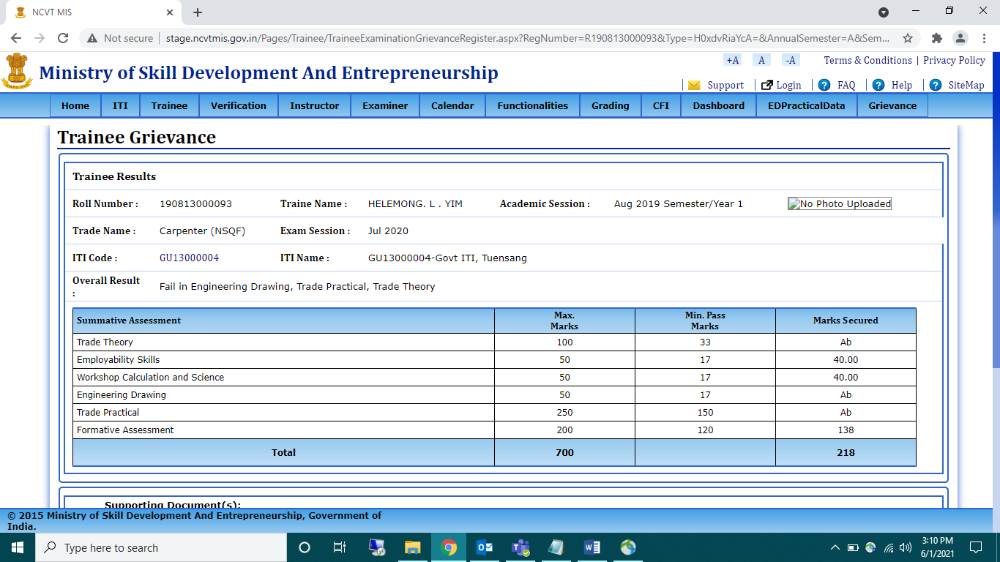 NCVT MIS
Not secure | stage.ncvtmis.gov.in/Pages/Trainee/TraineeExaminationGrievanceRegister.aspx?RegNumber=R190813000093&Type=H0xdvRiaYcA=&AnnualSemester=A&Sem...
+A A -A Terms & Conditions | Privacy Policy
Ministry of Skill Development And Entrepreneurship
Support Login FAQ Help SiteMap
Home ITI Trainee Verification Instructor Examiner Calendar Functionalities Grading CFI Dashboard EDPracticalData Grievance
Trainee Grievance
Trainee Results
Roll Number : 190813000093 Traine Name : HELEMONG. L . YIM Academic Session : Aug 2019 Semester/Year 1 No Photo Uploaded
Trade Name : Carpenter (NSQF) Exam Session : Jul 2020
ITI Code : GU13000004 ITI Name : GU13000004-Govt ITI, Tuensang
Overall Result : Fail in Engineering Drawing, Trade Practical, Trade Theory
Summative Assessment Max. Marks Min. Pass Marks Marks Secured
Trade Theory 100 33 Ab
Employability Skills 50 17 40.00
Workshop Calculation and Science 50 17 40.00
Engineering Drawing 50 17 Ab
Trade Practical 250 150 Ab
Formative Assessment 200 120 138
Total 700 218
Supporting Document(s):
© 2015 Ministry of Skill Development And Entrepreneurship, Government of
India.
Type here to search
3:10 PM
6/1/2021